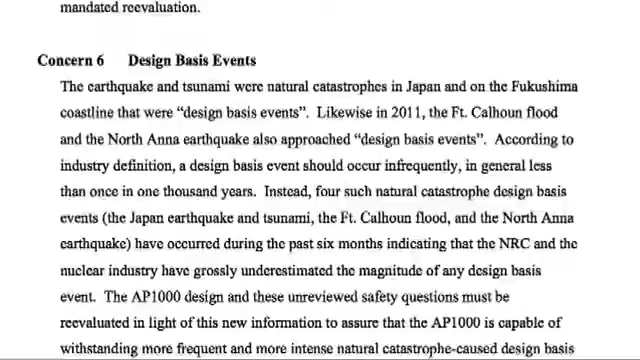 mandated reevaluation.
Concern 6 Design Basis Events
The earthquake and tsunami were natural catastrophes in Japan and on the Fukushima
coastline that were “design basis events”. Likewise in 2011, the Ft. Calhoun flood
and the North Anna earthquake also approached “design basis events”. According to
industry definition, a design basis event should occur infrequently, in general less
than once in one thousand years. Instead, four such natural catastrophe design basis
events (the Japan earthquake and tsunami, the Ft. Calhoun flood, and the North Anna
earthquake) have occurred during the past six months indicating that the NRC and the
nuclear industry have grossly underestimated the magnitude of any design basis
event. The AP1000 design and these unreviewed safety questions must be
reevaluated in light of this new information to assure that the AP1000 is capable of
withstanding more frequent and more intense natural catastrophe-caused design basis